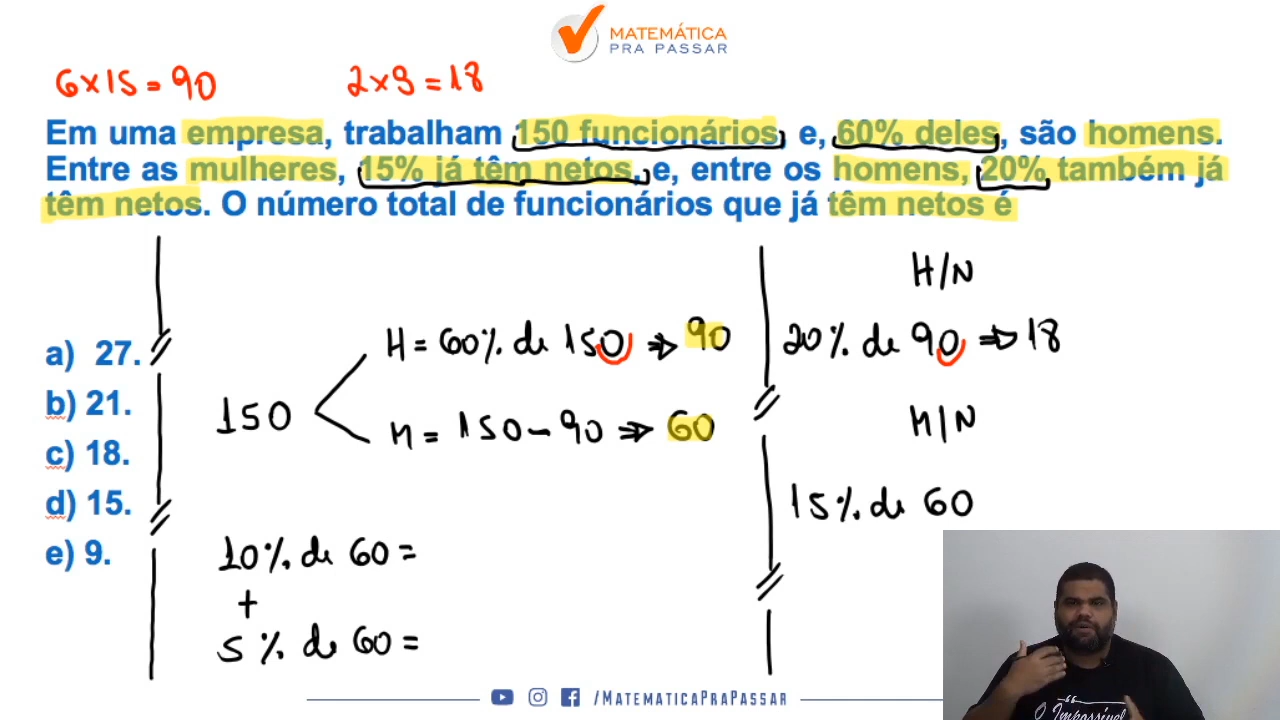 MATEMÁTICA
PRA PASSAR
6x15=90
2x9=18
Em uma empresa, trabalham 150 funcionários e, 60% deles, são homens.
Entre as mulheres, 15% já têm netos, e, entre os homens, 20% também já
têm netos. O número total de funcionários que já têm netos é
a) 27.
b) 21.
c) 18.
d) 15.
e) 9.
150
H = 60% de 150 ⇒ 90
M = 150 - 90 ⇒ 60
10% de 60 =
+
5% de 60 =
H/N
20% de 90 ⇒ 18
M/N
15% de 60
O Impossível
/MATEMATICAPRAPASSAR